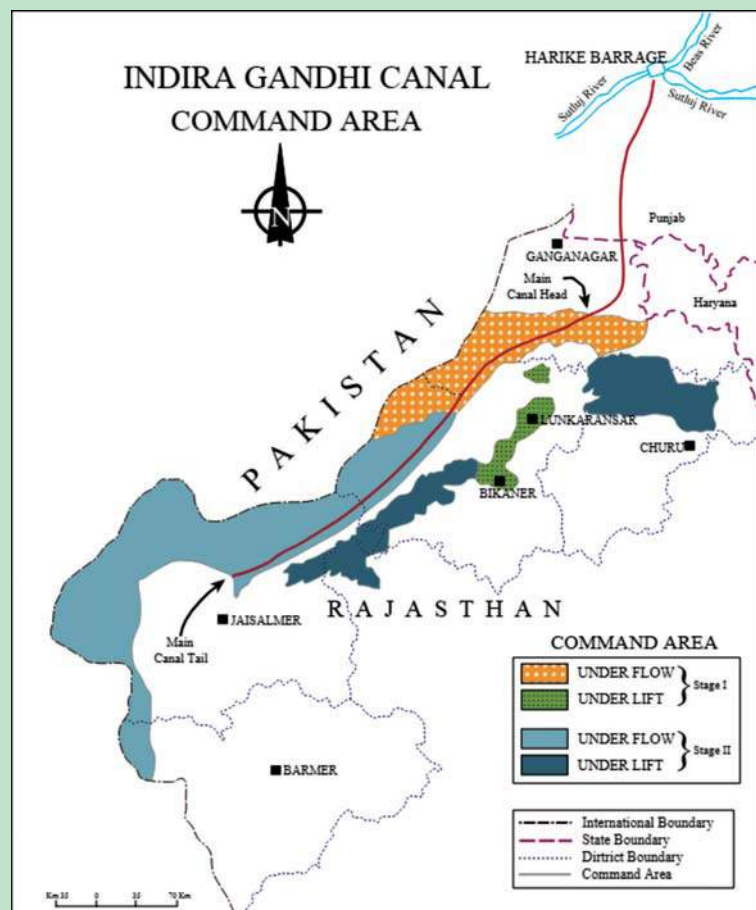 INDIRA GANDHI CANAL
COMMAND AREA
N
HARIKE BARRAGE
Beas River
Sutluj River
Sutluj River
Punjab
GANGANAGAR
Main
Canal Head
Haryana
PAKISTAN
LUNKARANSAR
CHURU
BIKANER
RAJASTHAN
JAISALMER
Main
Canal Tail
BARMER
COMMAND AREA
UNDER FLOW
UNDER LIFT
Stage I
UNDER FLOW
UNDER LIFT
Stage II
International Boundary
State Boundary
Dirtrict Boundary
Command Area
Km 35 0 35 70 Km